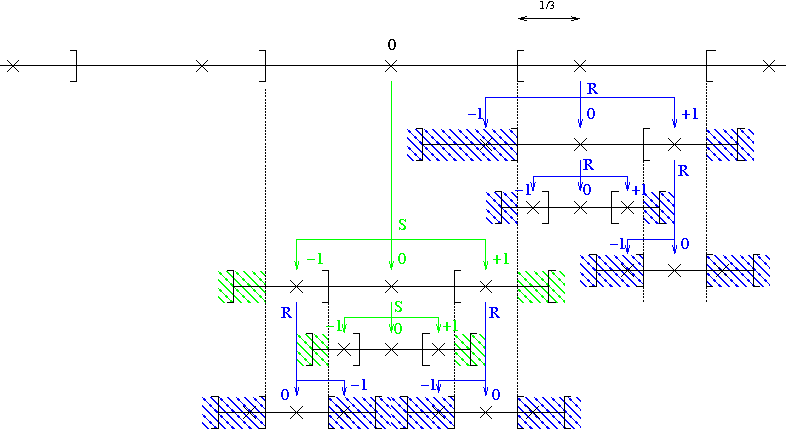 1/3
0
R
−1 0 +1
R R
−1 0 +1
S
−1 0
−1 0 +1
S
R −1 0 +1 R
0 −1 −1 0